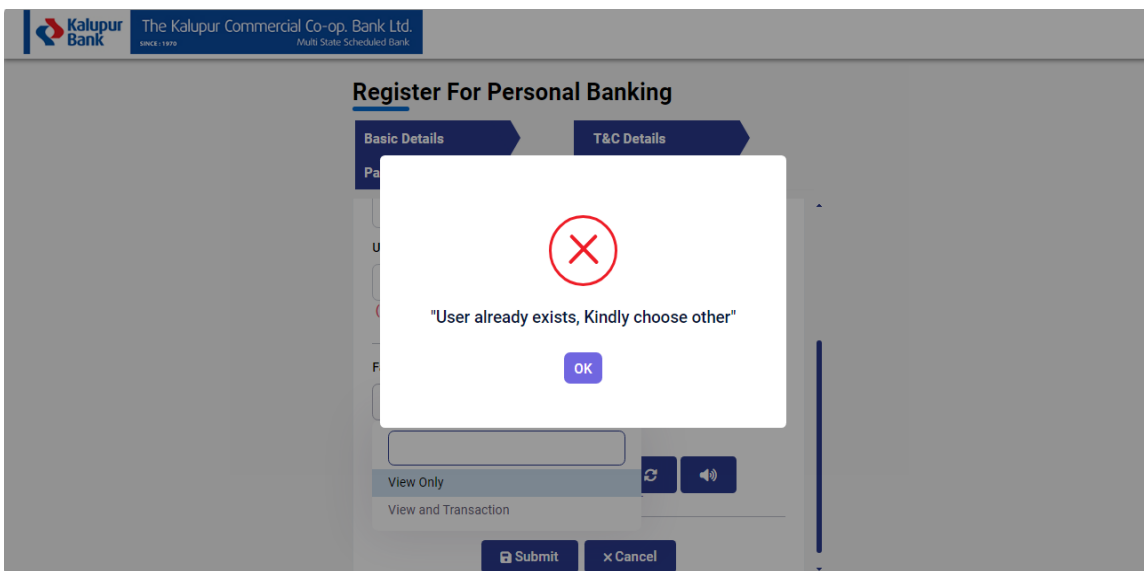 Kalupur
Bank
The Kalupur Commercial Co-op. Bank Ltd.
SINCE : 1970
Multi State Scheduled Bank
Register For Personal Banking
Basic Details
T&C Details
Pa
U
"User already exists, Kindly choose other"
OK
F
View Only
View and Transaction
Submit
Cancel